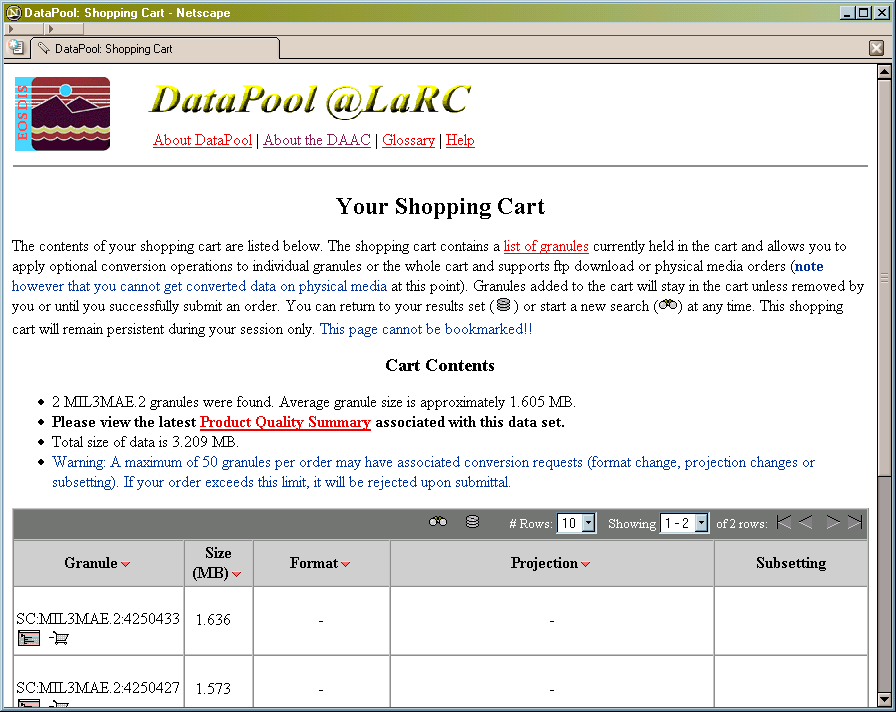 DataPool: Shopping Cart - Netscape
DataPool: Shopping Cart
EOSDIS
DataPool @LaRC
About DataPool | About the DAAC | Glossary | Help
Your Shopping Cart
The contents of your shopping cart are listed below. The shopping cart contains a list of granules currently held in the cart and allows you to
apply optional conversion operations to individual granules or the whole cart and supports ftp download or physical media orders (note
however that you cannot get converted data on physical media at this point). Granules added to the cart will stay in the cart unless removed by
you or until you successfully submit an order. You can return to your results set ( ) or start a new search ( ) at any time. This shopping
cart will remain persistent during your session only. This page cannot be bookmarked!!
Cart Contents
• 2 MIL3MAE.2 granules were found. Average granule size is approximately 1.605 MB.
• Please view the latest Product Quality Summary associated with this data set.
• Total size of data is 3.209 MB.
• Warning: A maximum of 50 granules per order may have associated conversion requests (format change, projection changes or
subsetting). If your order exceeds this limit, it will be rejected upon submittal.
# Rows: 10 Showing 1 - 2 of 2 rows:
Granule Size (MB) Format Projection Subsetting
SC:MIL3MAE.2:4250433 1.636 - -
SC:MIL3MAE.2:4250427 1.573 - -